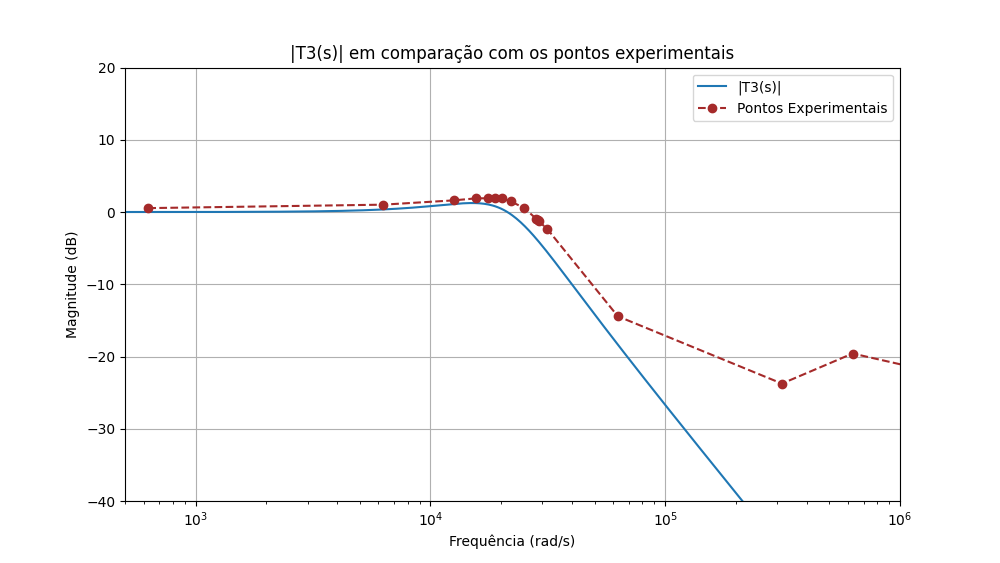 |T3(s)| em comparação com os pontos experimentais
|T3(s)|
Pontos Experimentais
Magnitude (dB)
20
10
0
−10
−20
−30
−40
10³ 10⁴ 10⁵ 10⁶
Frequência (rad/s)